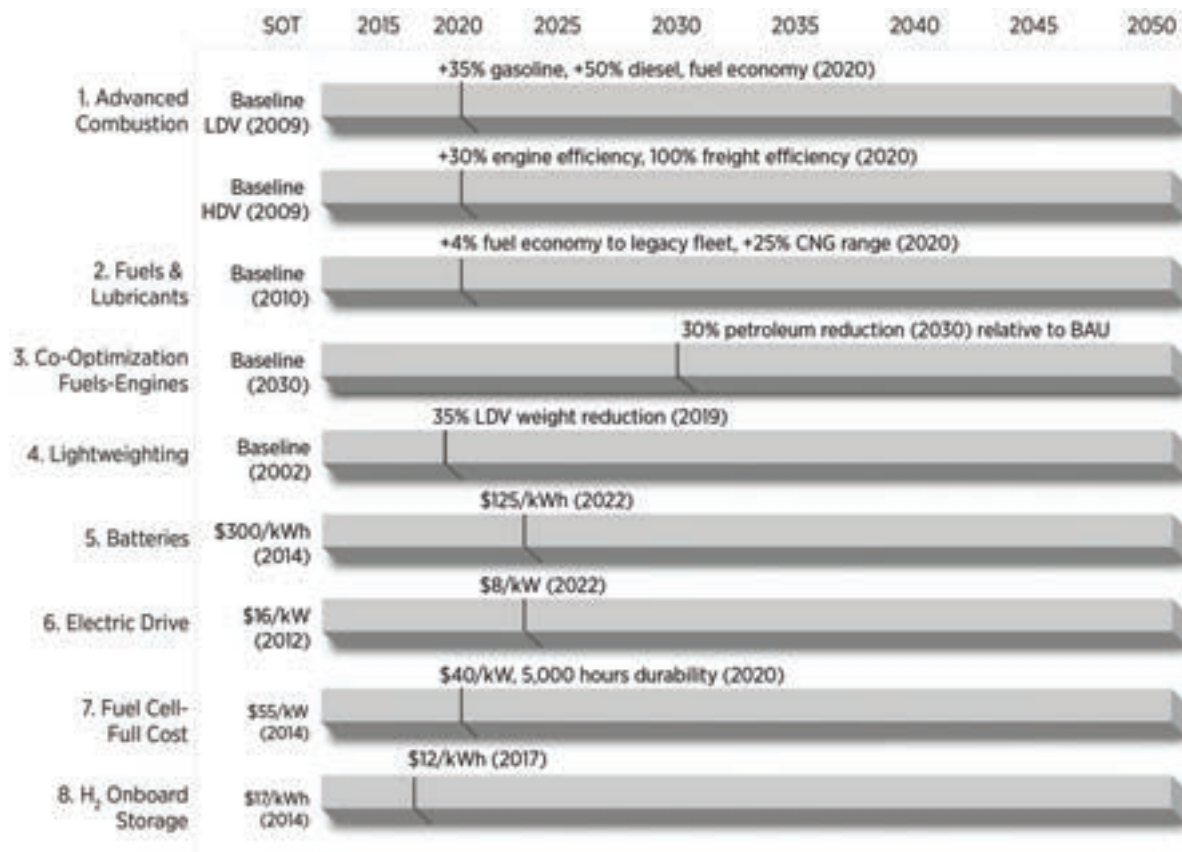 SOT 2015 2020 2025 2030 2035 2040 2045 2050
+35% gasoline, +50% diesel, fuel economy (2020)
1. Advanced
Combustion
Baseline
LDV (2009)
+30% engine efficiency, 100% freight efficiency (2020)
Baseline
HDV (2009)
+4% fuel economy to legacy fleet, +25% CNG range (2020)
2. Fuels &
Lubricants
Baseline
(2010)
30% petroleum reduction (2030) relative to BAU
3. Co-Optimization
Fuels-Engines
Baseline
(2030)
35% LDV weight reduction (2019)
4. Lightweighting
Baseline
(2002)
$125/kWh (2022)
5. Batteries
$300/kWh
(2014)
$8/kW (2022)
6. Electric Drive
$16/kW
(2012)
$40/kW, 5,000 hours durability (2020)
7. Fuel Cell-
Full Cost
$55/kW
(2014)
$12/kWh (2017)
8. H₂ Onboard
Storage
$17/kWh
(2014)